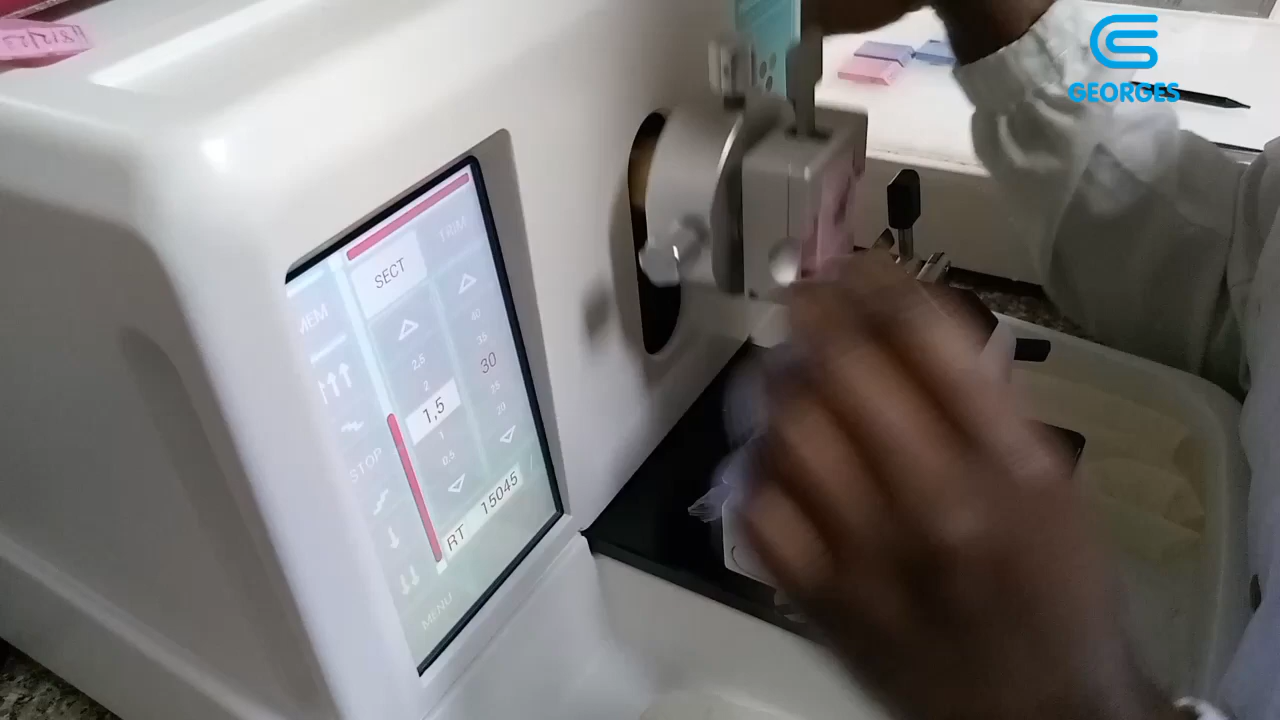 GEORGES
TRIM
SECT
MEM
40
35
30
25
20
2,5
2
1,5
1
0,5
STOP
RT 15045
MENU